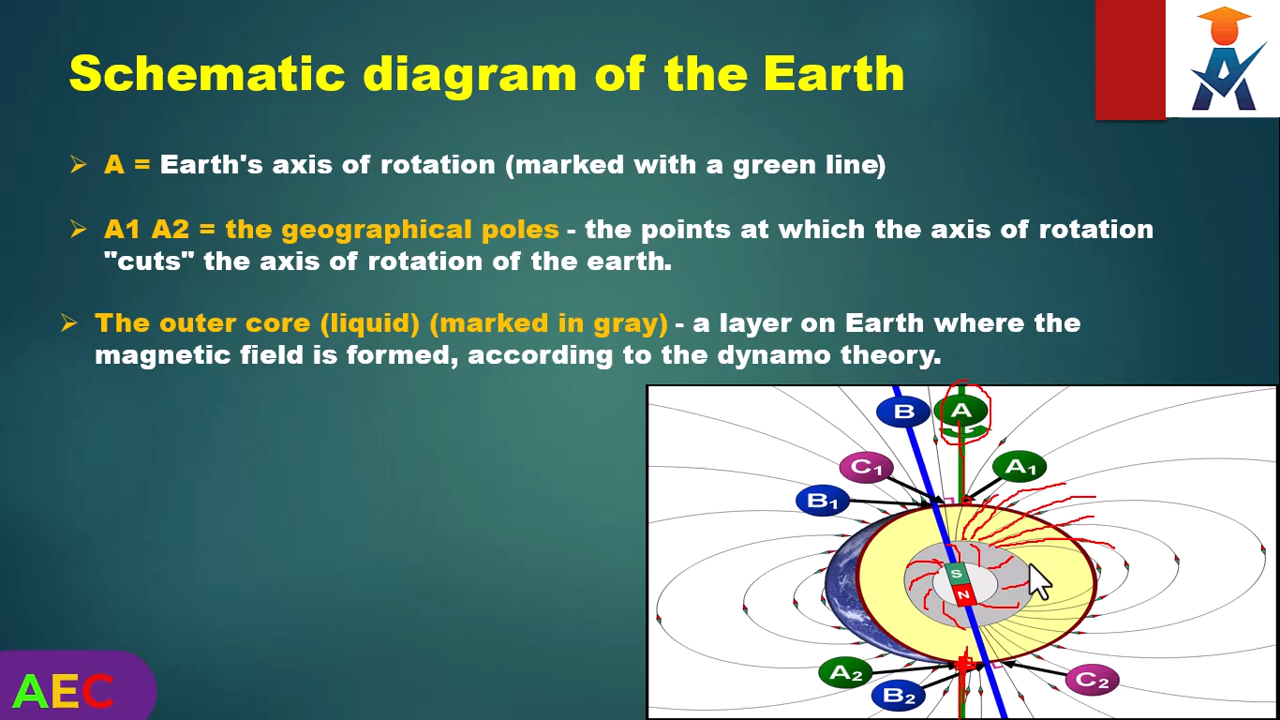 Schematic diagram of the Earth
➢ A = Earth's axis of rotation (marked with a green line)
➢ A1 A2 = the geographical poles - the points at which the axis of rotation
"cuts" the axis of rotation of the earth.
➢ The outer core (liquid) (marked in gray) - a layer on Earth where the
magnetic field is formed, according to the dynamo theory.
B
A
C1
A1
B1
S
N
A2
B2
C2
AEC